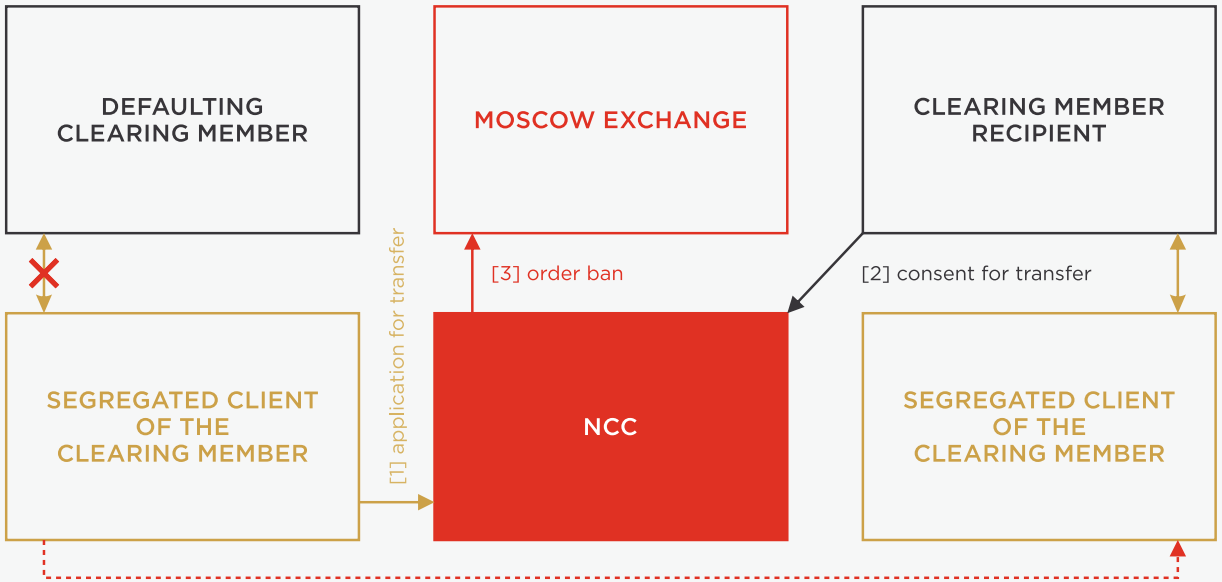 DEFAULTING
CLEARING MEMBER
MOSCOW EXCHANGE
CLEARING MEMBER
RECIPIENT
[1] application for transfer
[3] order ban
[2] consent for transfer
SEGREGATED CLIENT
OF THE
CLEARING MEMBER
NCC
SEGREGATED CLIENT
OF THE
CLEARING MEMBER